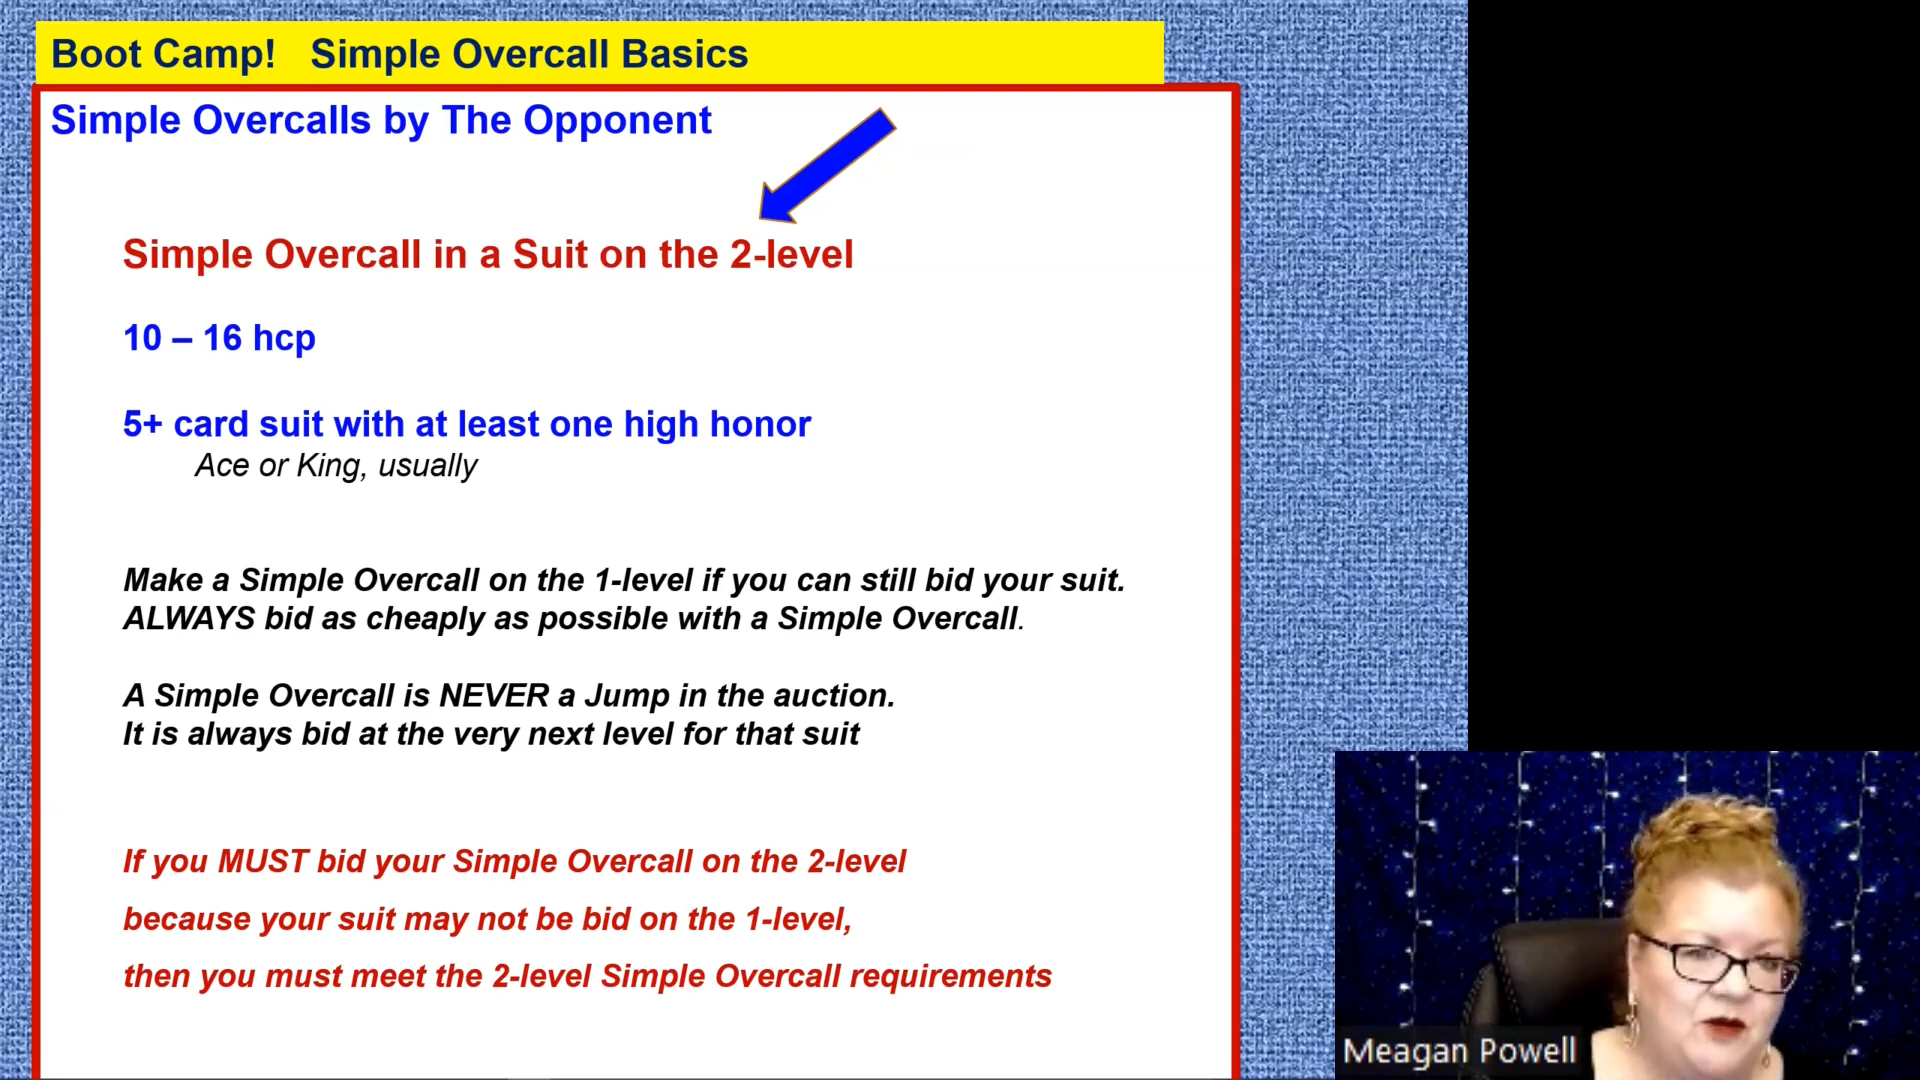 Boot Camp!   Simple Overcall Basics
Simple Overcalls by The Opponent
Simple Overcall in a Suit on the 2-level
10 – 16 hcp
5+ card suit with at least one high honor
Ace or King, usually
Make a Simple Overcall on the 1-level if you can still bid your suit.
ALWAYS bid as cheaply as possible with a Simple Overcall.
A Simple Overcall is NEVER a Jump in the auction.
It is always bid at the very next level for that suit
If you MUST bid your Simple Overcall on the 2-level
because your suit may not be bid on the 1-level,
then you must meet the 2-level Simple Overcall requirements
Meagan Powell